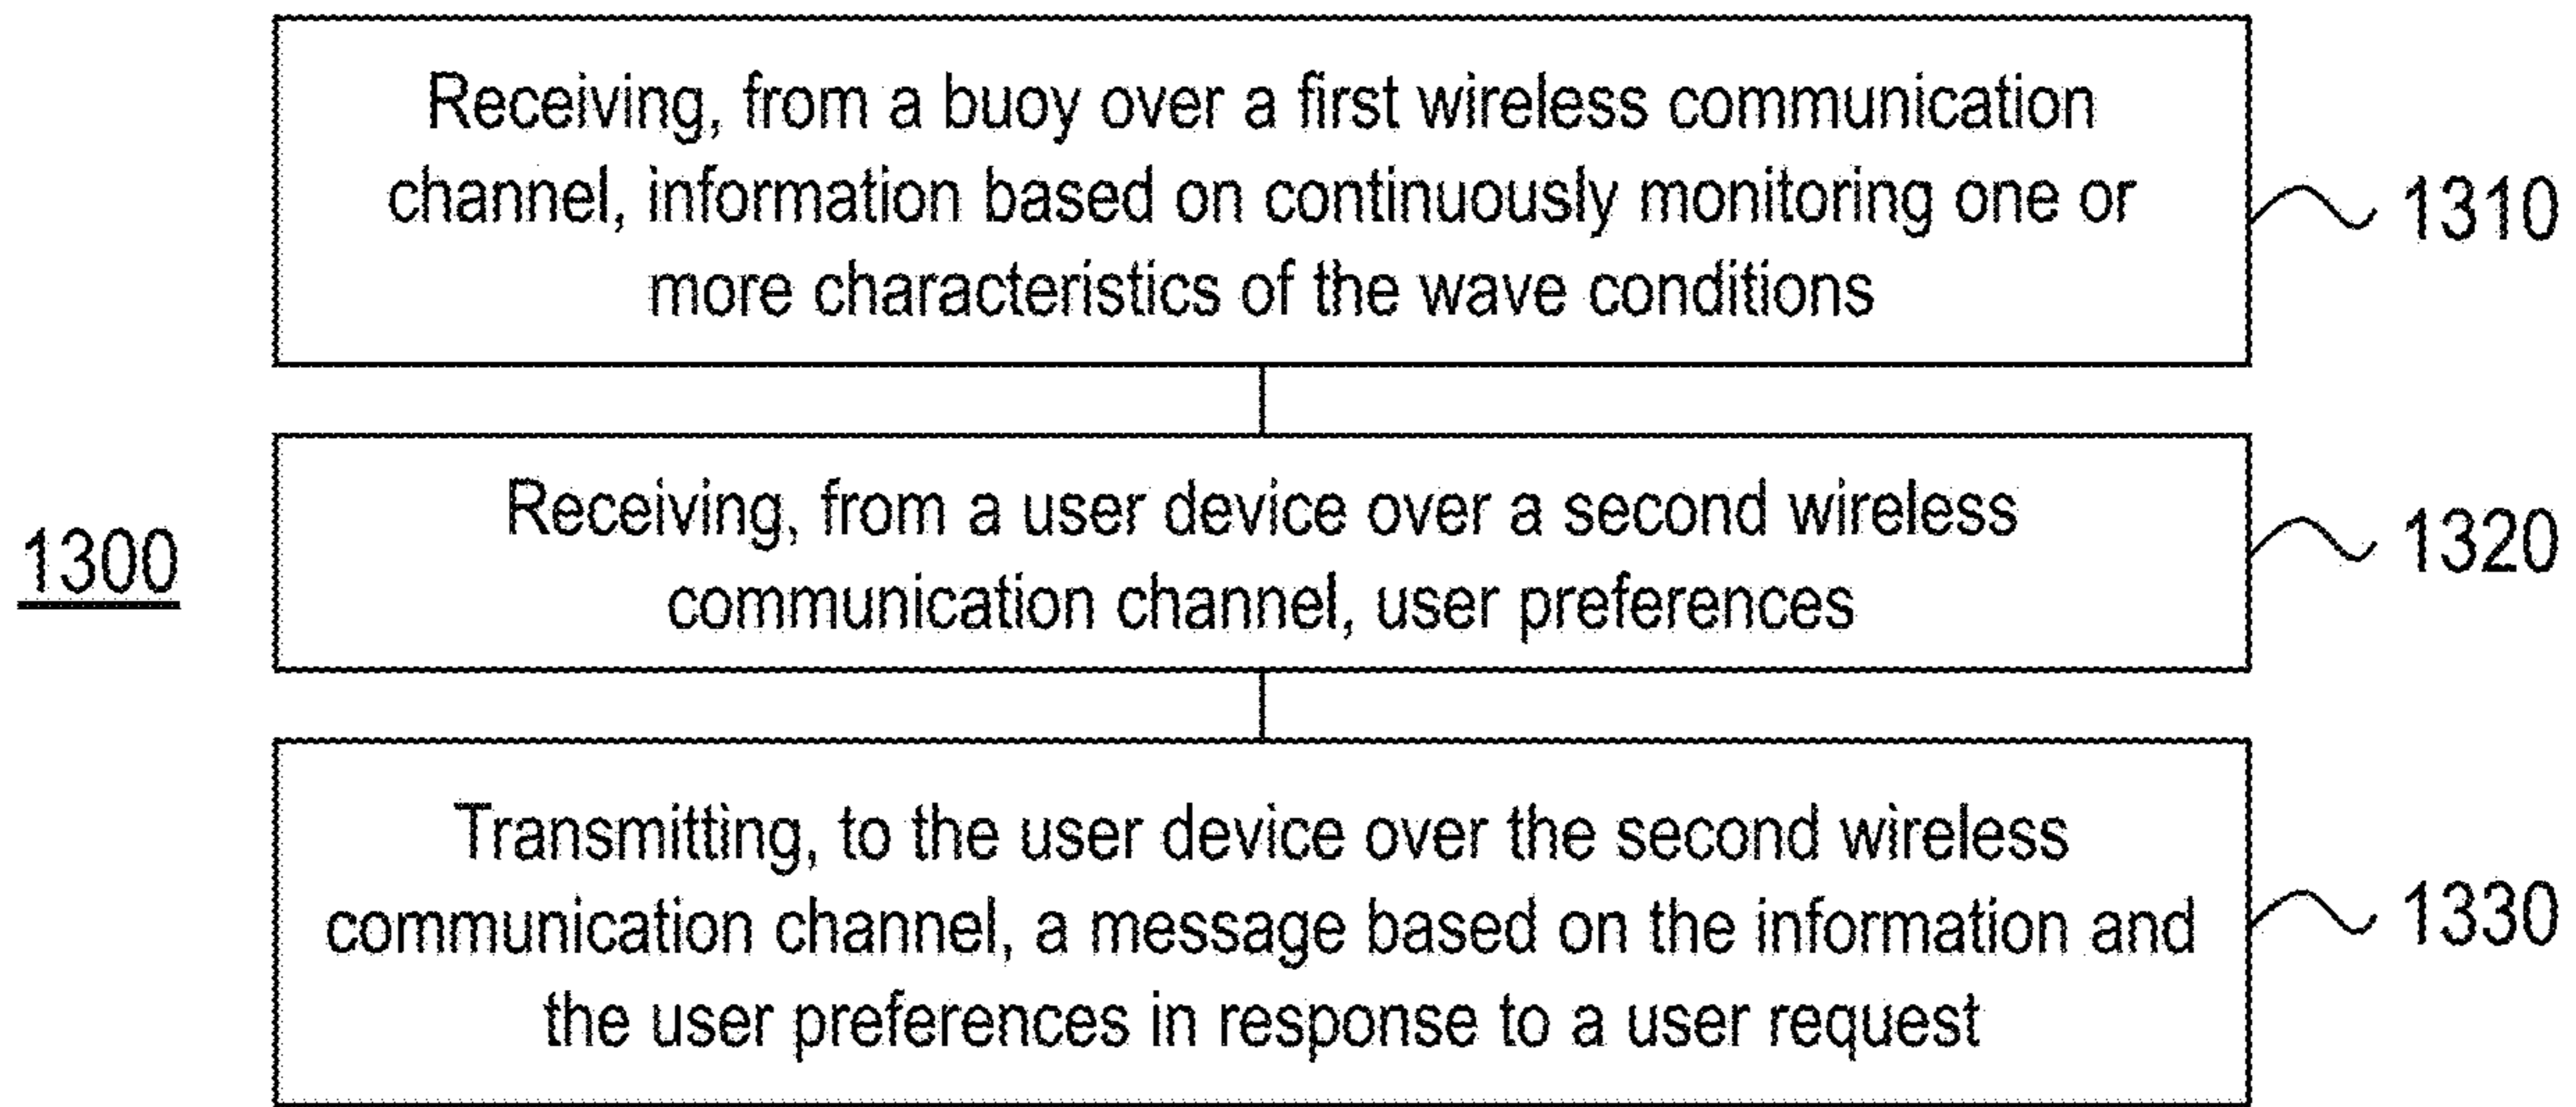 Receiving, from a buoy over a first wireless communication
channel, information based on continuously monitoring one or
more characteristics of the wave conditions
1310
1300
Receiving, from a user device over a second wireless
communication channel, user preferences
1320
Transmitting, to the user device over the second wireless
communication channel, a message based on the information and
the user preferences in response to a user request
1330